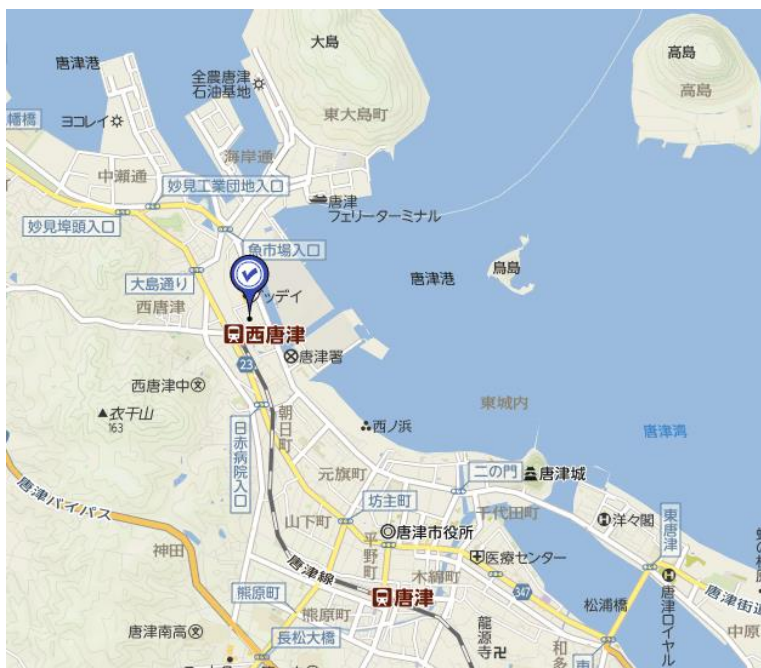 大島
唐津港
全農唐津
石油基地
高島
高島
ヨコレイ
東大島町
幡橋
海岸通
中瀬通
妙見工業団地入口
唐津
フェリーターミナル
妙見埠頭入口
魚市場入口
大島通り
唐津港
鳥島
グッデイ
西唐津
西唐津
唐津署
23
西唐津中
東城内
衣干山
163
朝日町
西ノ浜
唐津湾
日赤病院入口
元旗町
二の門
唐津城
唐津バイパス
坊主町
千代田町
東唐津
洋々閣
山下町
唐津市役所
神田
平野町
医療センター
唐津線
木綿町
347
熊原町
唐津
松浦橋
唐津ロイヤル
唐津街道
熊原町
唐津南高
長松大橋
龍源寺
和多
中原
東